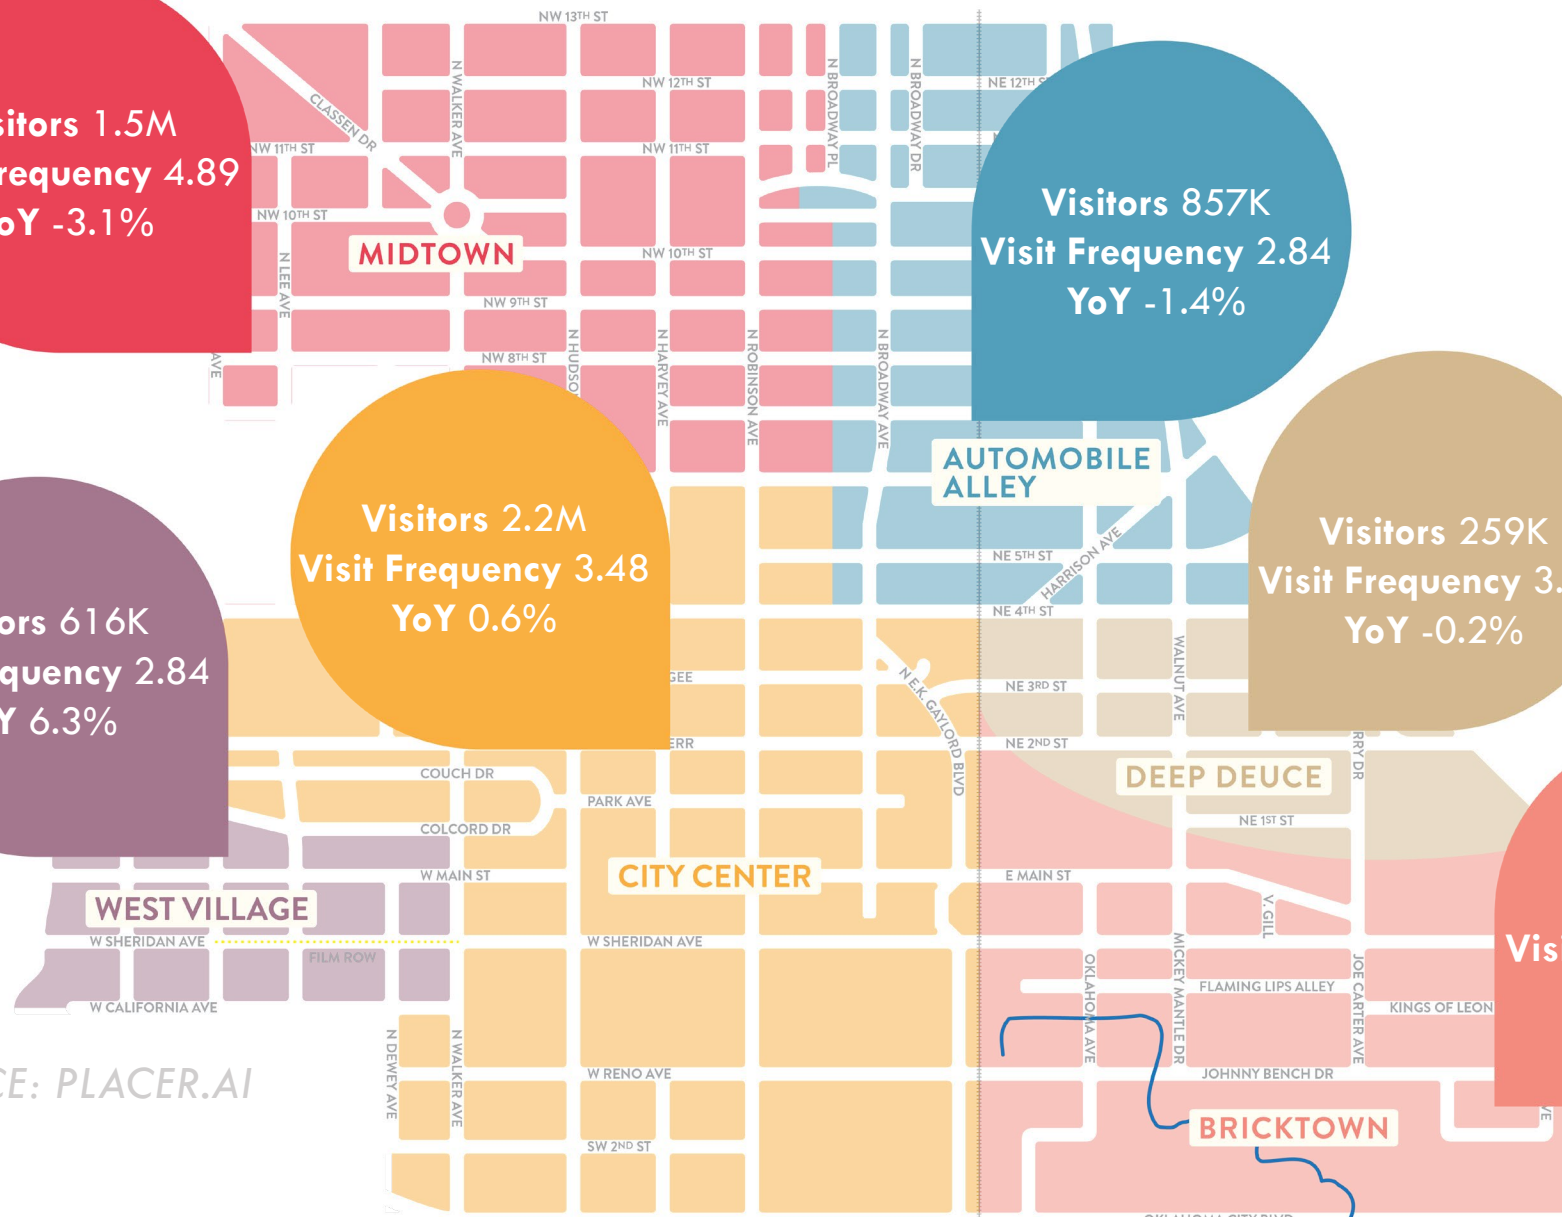 NW 13TH ST
N WALKER AVE
NW 12TH ST
N BROADWAY PL
N BROADWAY DR
NE 12TH
CLASSEN DR
NW 11TH ST
NW 11TH ST
NW 10TH ST
NW 10TH ST
N LEE AVE
MIDTOWN
NW 9TH ST
NW 8TH ST
AVE
N HARVEY AVE
N ROBINSON AVE
N BROADWAY AVE
1.5M
4.89
-3.1%
Visitors 857K
Visit Frequency 2.84
YoY -1.4%
AUTOMOBILE
ALLEY
Visitors 2.2M
Visit Frequency 3.48
YoY 0.6%
Visitors 259K
Visit Frequency 3.
YoY -0.2%
NE 5TH ST
HARRISON AVE
NE 4TH ST
616K
2.84
6.3%
N E.K. GAYLORD BLVD
NE 3RD ST
WALNUT AVE
NE 2ND ST
DEEP DEUCE
NE 1ST ST
COUCH DR
PARK AVE
COLCORD DR
W MAIN ST
CITY CENTER
E MAIN ST
V. GILL
WEST VILLAGE
W SHERIDAN AVE
W SHERIDAN AVE
FILM ROW
W CALIFORNIA AVE
OKLAHOMA AVE
MICKEY MANTLE DR
JOE CARTER AVE
FLAMING LIPS ALLEY
KINGS OF LEON
N DEWEY AVE
N WALKER AVE
W RENO AVE
JOHNNY BENCH DR
PLACER.AI
BRICKTOWN
SW 2ND ST